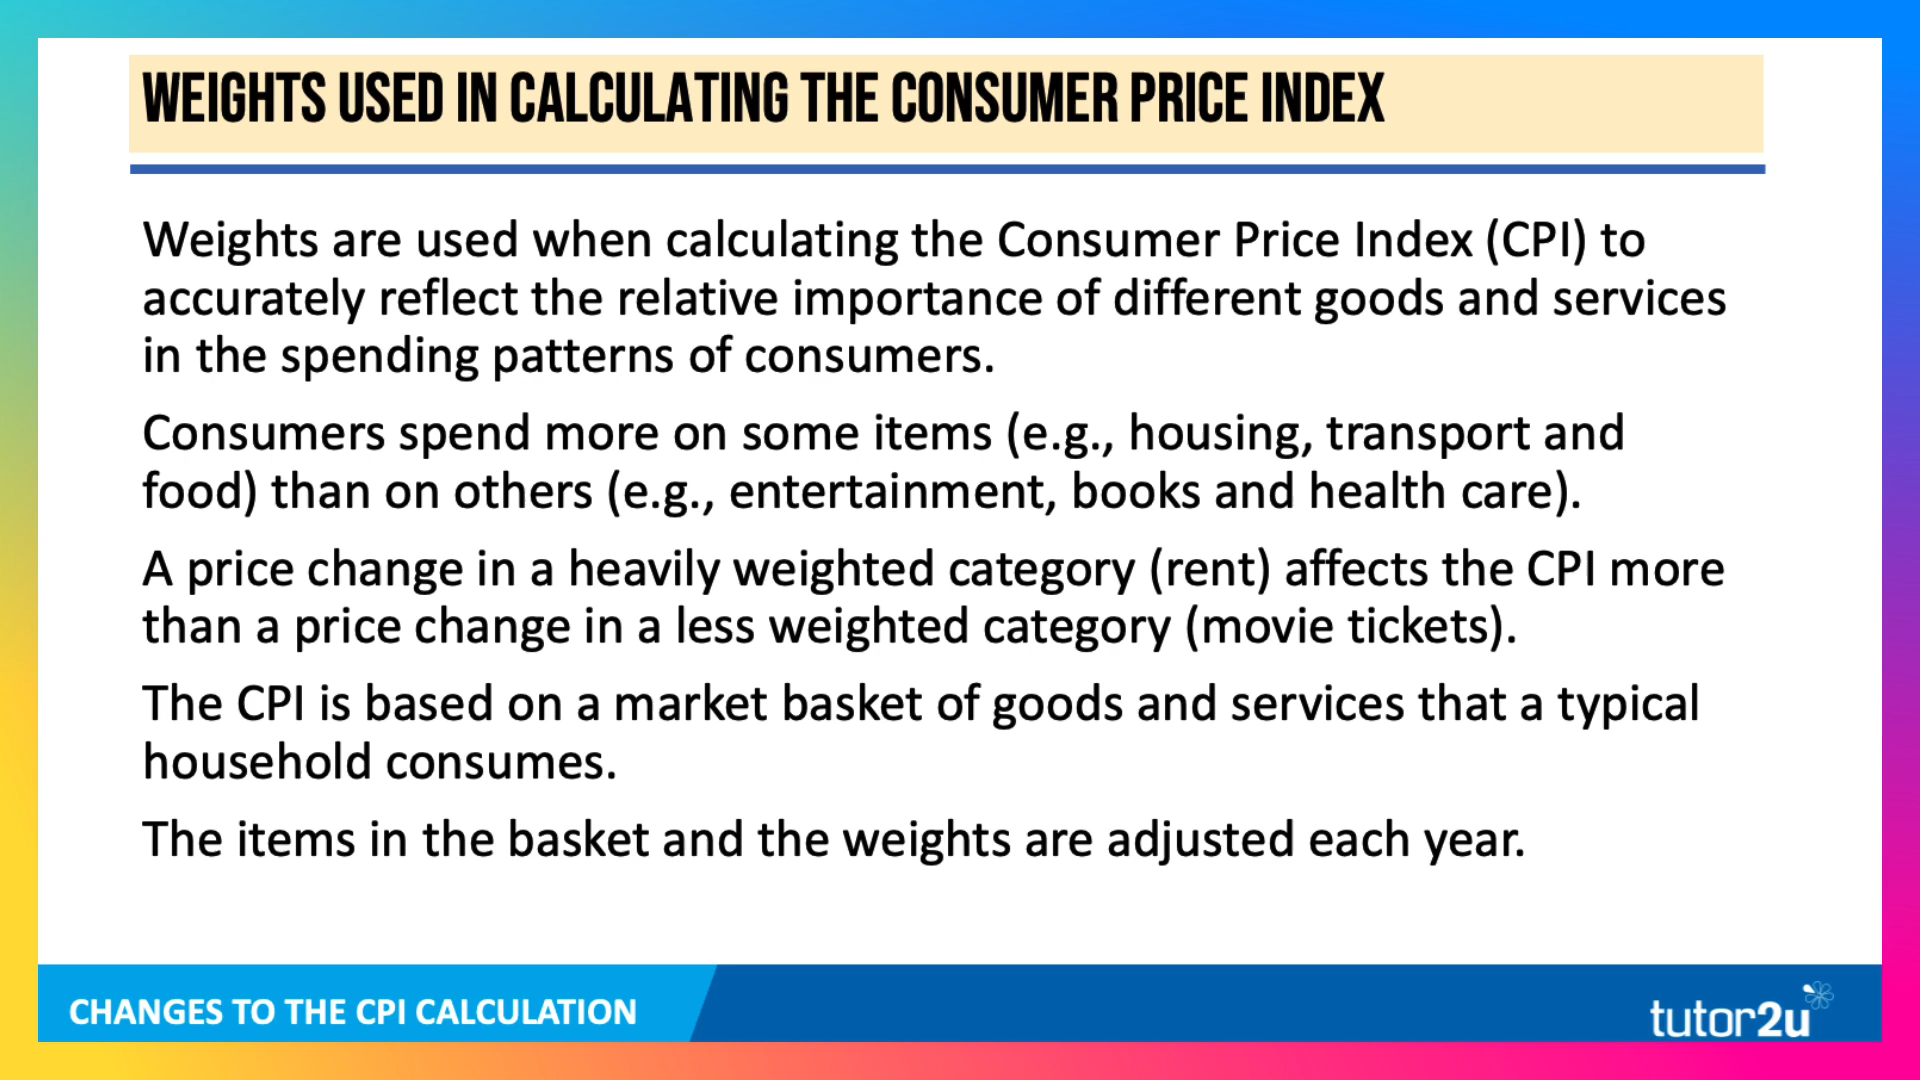 WEIGHTS USED IN CALCULATING THE CONSUMER PRICE INDEX
Weights are used when calculating the Consumer Price Index (CPI) to
accurately reflect the relative importance of different goods and services
in the spending patterns of consumers.
Consumers spend more on some items (e.g., housing, transport and
food) than on others (e.g., entertainment, books and health care).
A price change in a heavily weighted category (rent) affects the CPI more
than a price change in a less weighted category (movie tickets).
The CPI is based on a market basket of goods and services that a typical
household consumes.
The items in the basket and the weights are adjusted each year.
CHANGES TO THE CPI CALCULATION
tutor2u